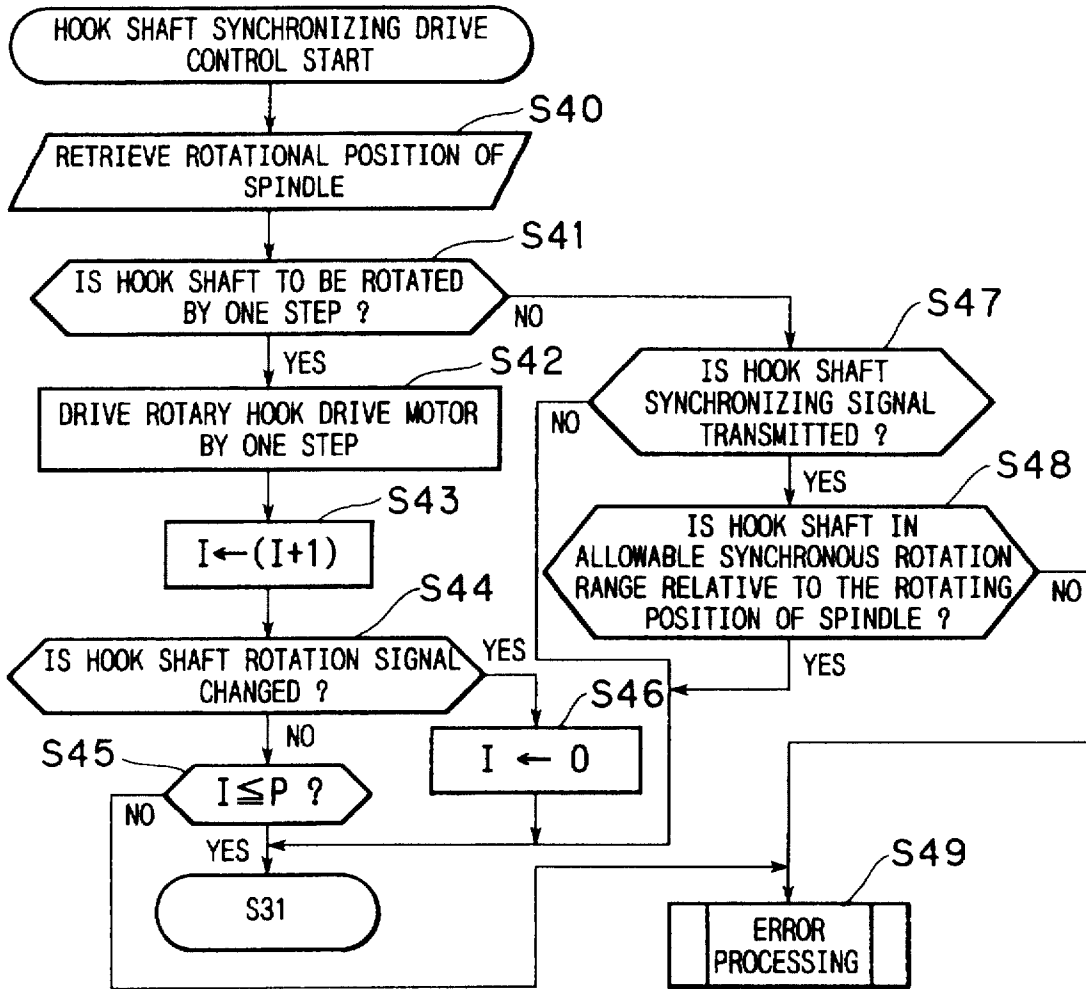 HOOK SHAFT SYNCHRONIZING DRIVE
CONTROL START
S40
RETRIEVE ROTATIONAL POSITION OF
SPINDLE
S41
IS HOOK SHAFT TO BE ROTATED
BY ONE STEP ?
NO
YES
S42
DRIVE ROTARY HOOK DRIVE MOTOR
BY ONE STEP
S43
I←(I+1)
S44
IS HOOK SHAFT ROTATION SIGNAL
CHANGED ?
YES
NO
S45
I≦P ?
NO
YES
S46
I ← 0
S31
S47
IS HOOK SHAFT
SYNCHRONIZING SIGNAL
TRANSMITTED ?
NO
YES
S48
IS HOOK SHAFT IN
ALLOWABLE SYNCHRONOUS ROTATION
RANGE RELATIVE TO THE ROTATING
POSITION OF SPINDLE ?
NO
YES
S49
ERROR
PROCESSING